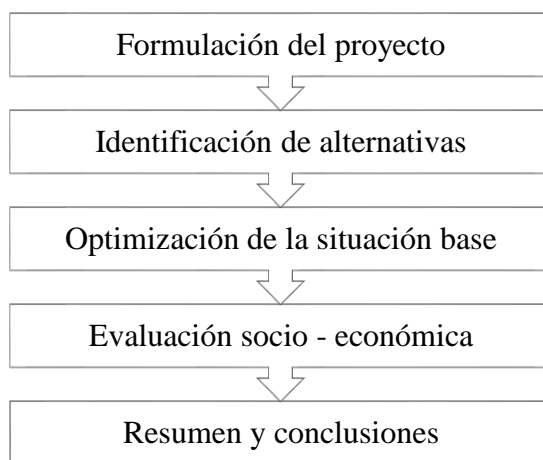 Formulación del proyecto
Identificación de alternativas
Optimización de la situación base
Evaluación socio - económica
Resumen y conclusiones